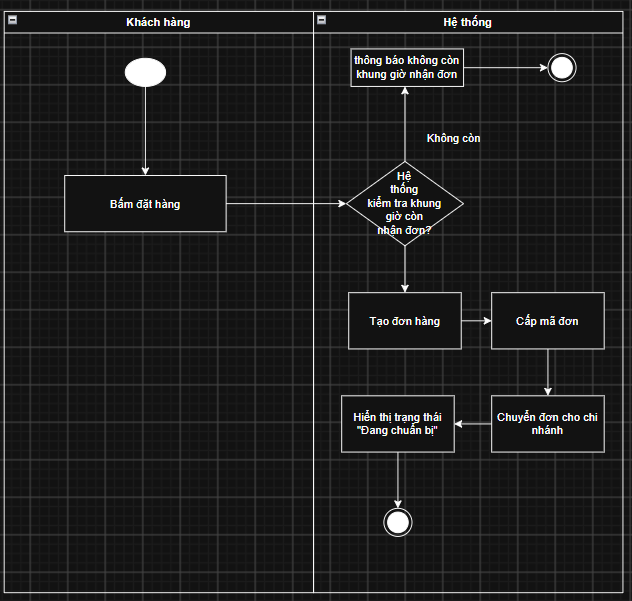 Khách hàng
Hệ thống
thông báo không còn
khung giờ nhận đơn
Không còn
Bấm đặt hàng
Hệ
thống
kiểm tra khung
giờ còn
nhận đơn?
Tạo đơn hàng
Cấp mã đơn
Hiển thị trạng thái
"Đang chuẩn bị"
Chuyển đơn cho chi
nhánh